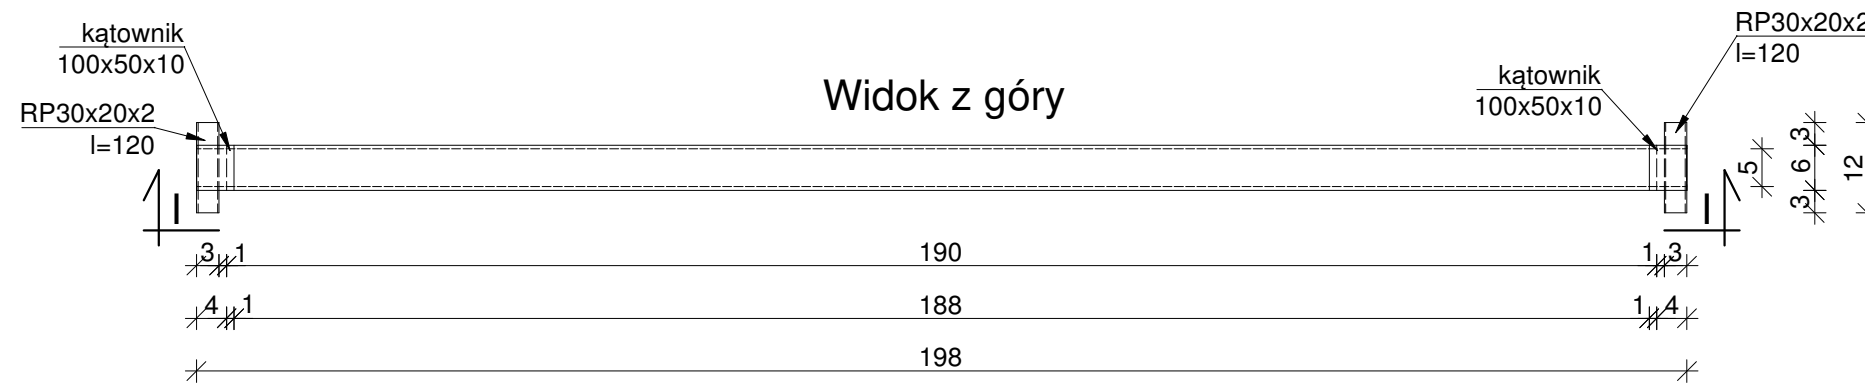 kątownik
100x50x10
RP30x20x2
l=120
Widok z góry
kątownik
100x50x10
RP30x20x2
l=120
I
I
5
3
6
3
12
3 1 190 1 3
4 1 188 1 4
198